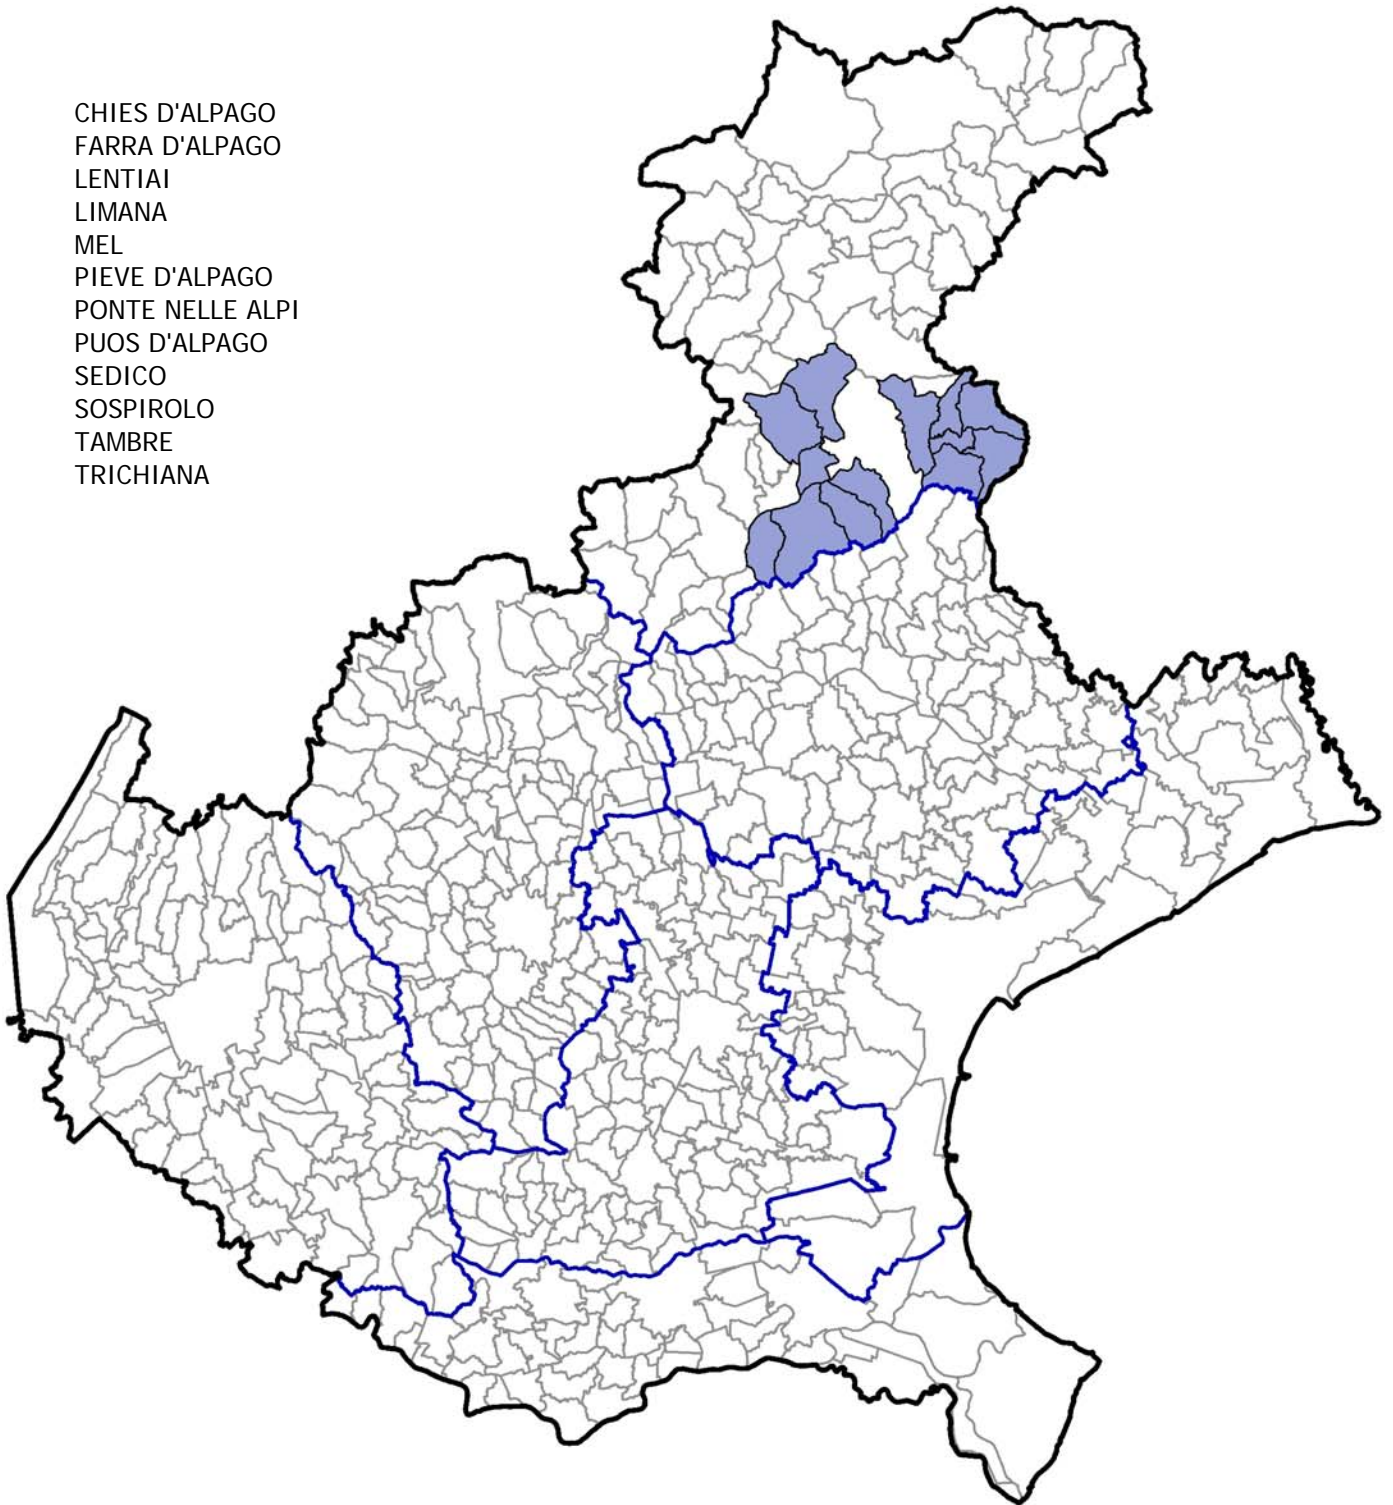 CHIES D'ALPAGO
FARRA D'ALPAGO
LENTIAI
LIMANA
MEL
PIEVE D'ALPAGO
PONTE NELLE ALPI
PUOS D'ALPAGO
SEDICO
SOSPIROLO
TAMBRE
TRICHIANA